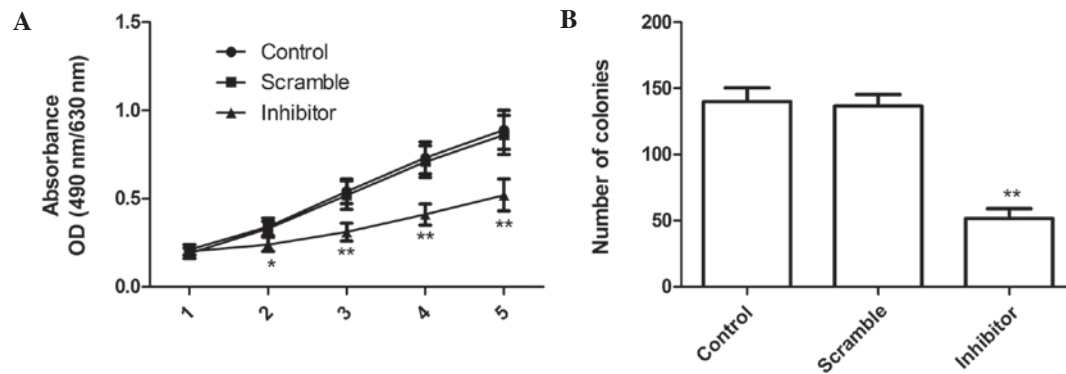 A
Absorbance
OD (490 nm/630 nm)
1.5
1.0
0.5
0.0
Control
Scramble
Inhibitor
*
**
**
**
1
2
3
4
5
B
Number of colonies
200
150
100
50
0
**
Control
Scramble
Inhibitor